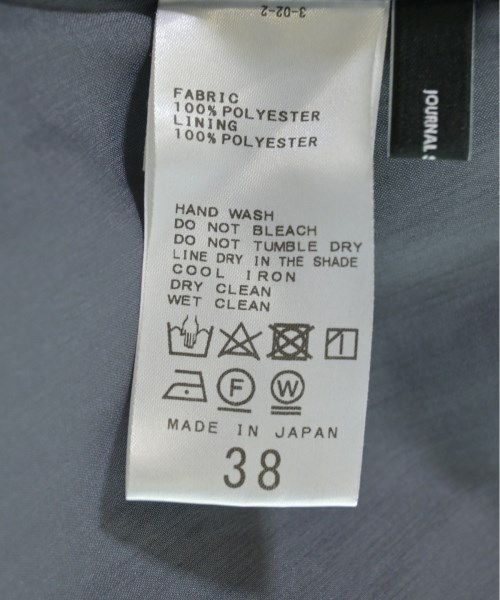 3-02-2
FABRIC
100% POLYESTER
LINING
100% POLYESTER
HAND WASH
DO NOT BLEACH
DO NOT TUMBLE DRY
LINE DRY IN THE SHADE
COOL IRON
DRY CLEAN
WET CLEAN
F
W
MADE IN JAPAN
38
JOURNAL